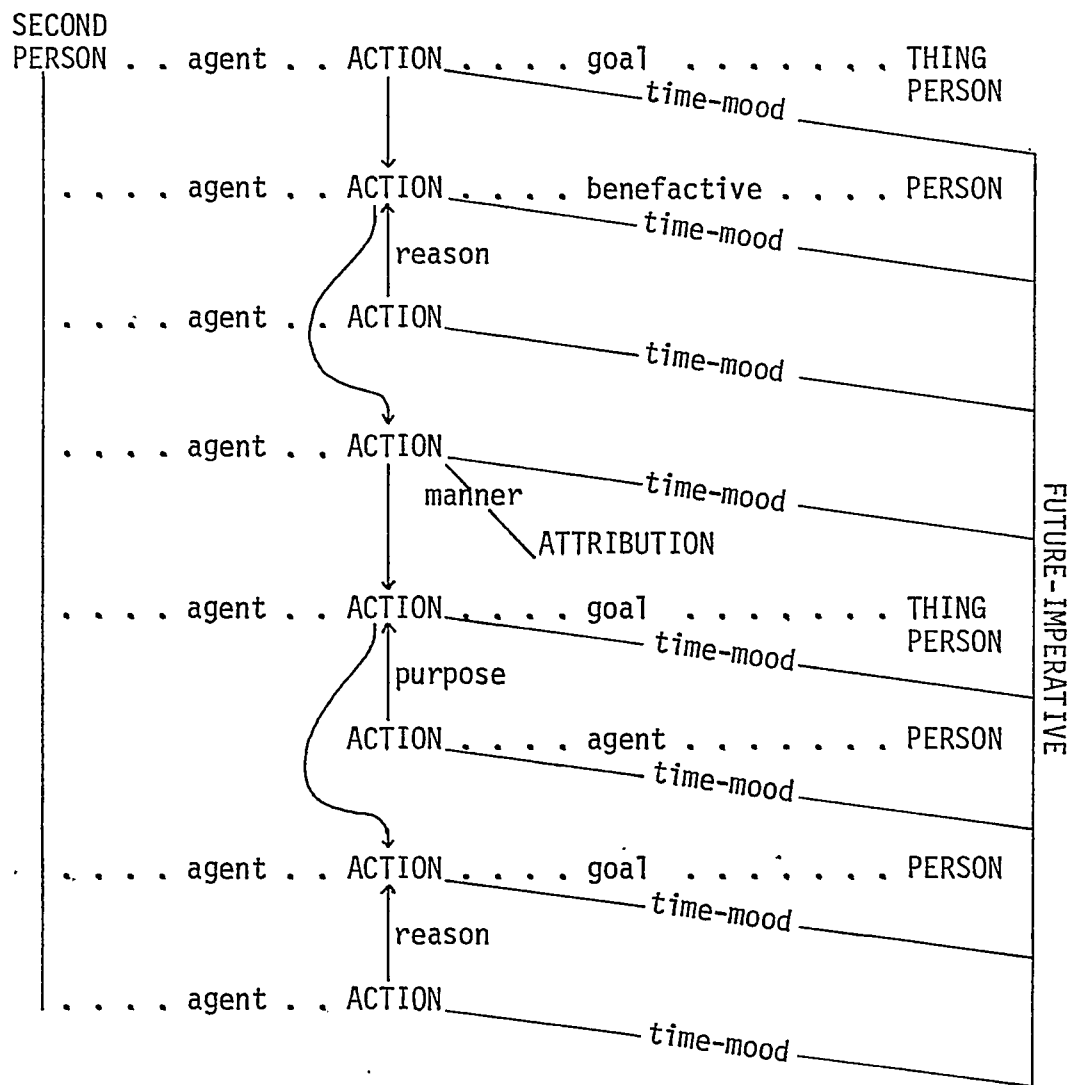 SECOND
PERSON . . agent . . ACTION . . . . goal . . . . . . . THING
PERSON
time-mood
. . . . agent . . ACTION . . . . benefactive . . . . PERSON
time-mood
reason
. . . . agent . . ACTION
time-mood
. . . . agent . . ACTION
time-mood
manner
ATTRIBUTION
FUTURE-IMPERATIVE
. . . . agent . . ACTION . . . . goal . . . . . . . THING
PERSON
time-mood
purpose
ACTION . . . . agent . . . . . . . PERSON
time-mood
. . . . agent . . ACTION . . . . goal . . . . . . . PERSON
time-mood
reason
. . . . agent . . ACTION
time-mood